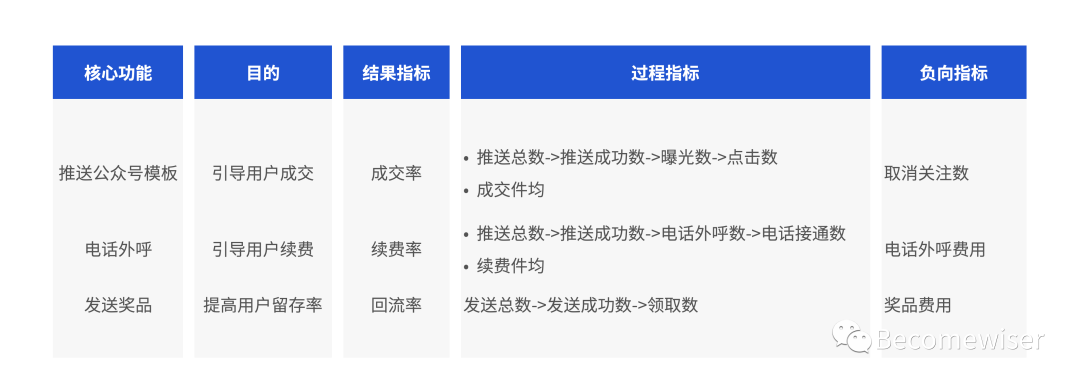 核心功能 目的 结果指标 过程指标 负向指标
推送公众号模板 引导用户成交 成交率 • 推送总数->推送成功数->曝光数->点击数 取消关注数
• 成交件均
电话外呼 引导用户续费 续费率 • 推送总数->推送成功数->电话外呼数->电话接通数 电话外呼费用
• 续费件均
发送奖品 提高用户留存率 回流率 发送总数->发送成功数->领取数 奖品费用
Becomewiser